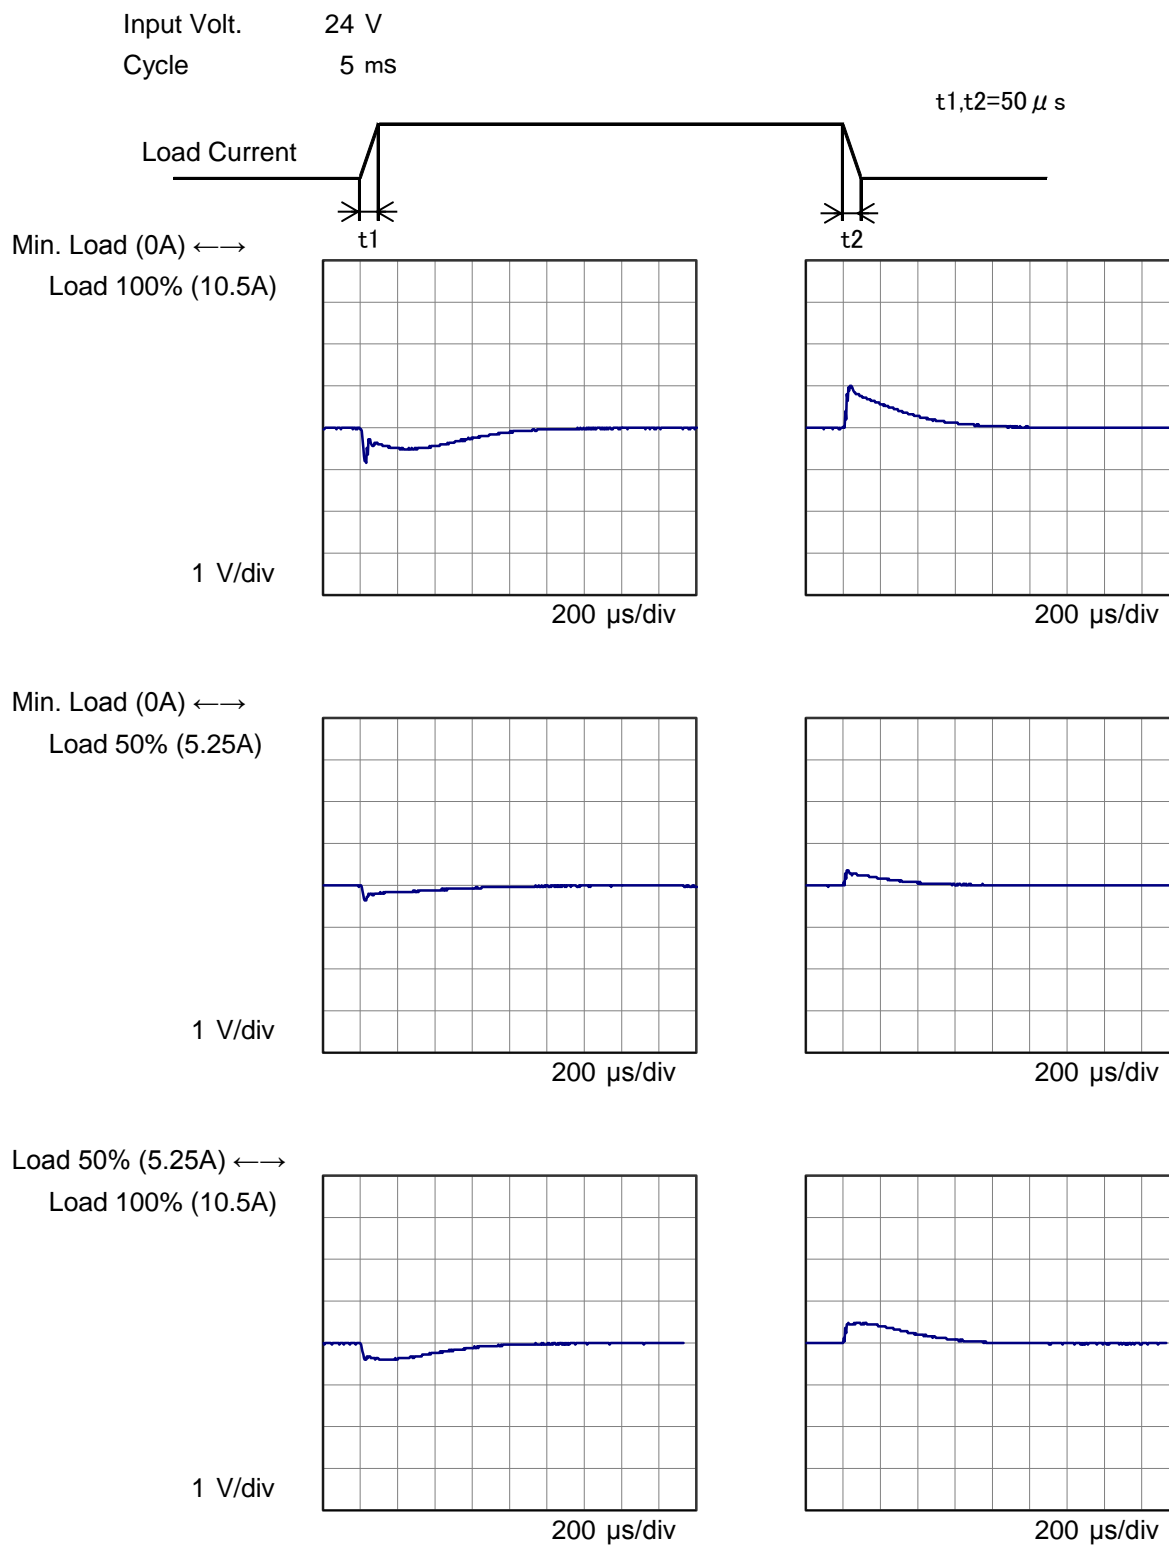 Input Volt. 24 V
Cycle 5 ms
t1,t2=50μs
Load Current
t1 t2
Min. Load (0A) ←→
Load 100% (10.5A)
1 V/div
200 μs/div 200 μs/div
Min. Load (0A) ←→
Load 50% (5.25A)
1 V/div
200 μs/div 200 μs/div
Load 50% (5.25A) ←→
Load 100% (10.5A)
1 V/div
200 μs/div 200 μs/div